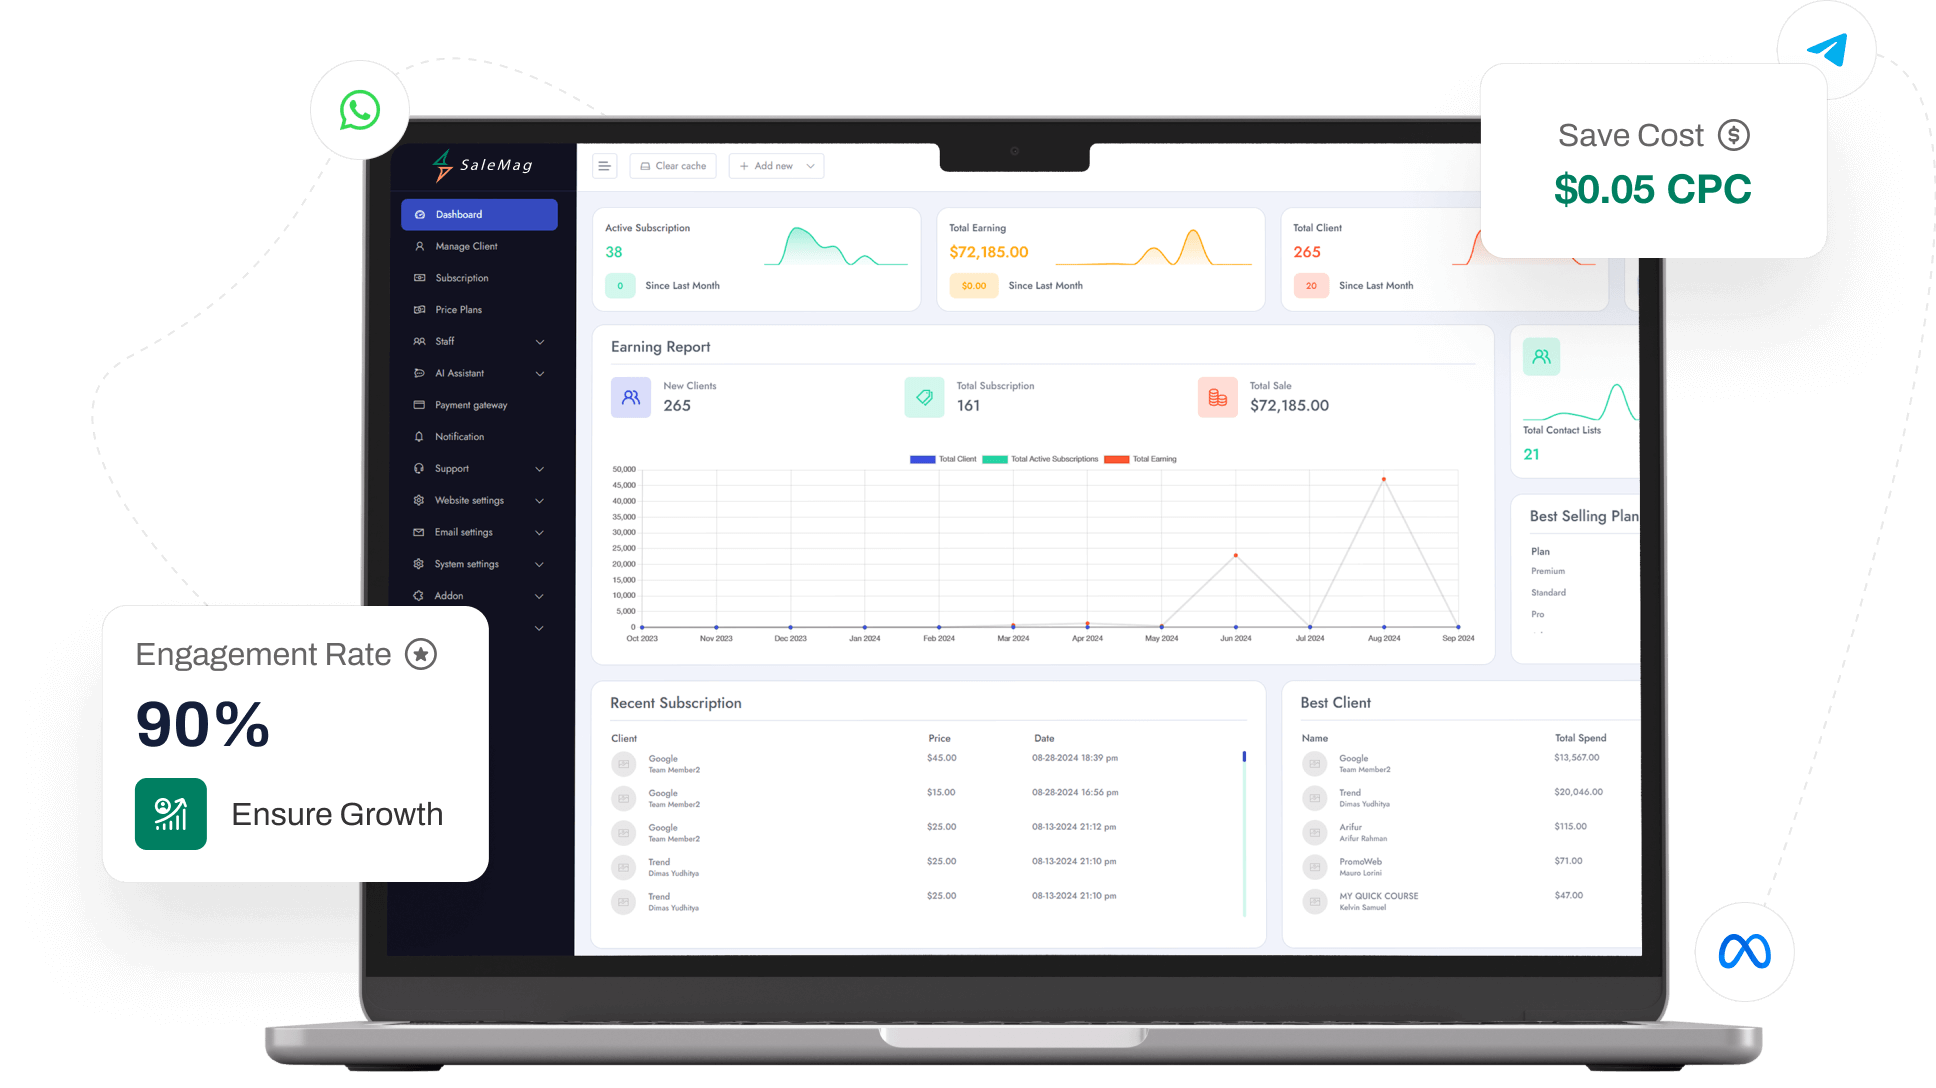 Save Cost
$0.05 CPC
SaleMag
Clear cache
Add new
Dashboard
Manage Client
Subscription
Price Plans
Staff
AI Assistant
Payment gateway
Notification
Support
Website settings
Email settings
System settings
Addon
Active Subscription
38
0 Since Last Month
Total Earning
$72,185.00
$0.00 Since Last Month
Total Client
265
20 Since Last Month
Earning Report
New Clients
265
Total Subscription
161
Total Sale
$72,185.00
Total Client Total Active Subscriptions Total Earning
50,000
45,000
40,000
35,000
30,000
25,000
20,000
15,000
10,000
5,000
0
Oct 2023 Nov 2023 Dec 2023 Jan 2024 Feb 2024 Mar 2024 Apr 2024 May 2024 Jun 2024 Jul 2024 Aug 2024 Sep 2024
Total Contact Lists
21
Best Selling Plan
Plan
Premium
Standard
Pro
Engagement Rate
90%
Ensure Growth
Recent Subscription
Client Price Date
Google $45.00 08-28-2024 18:39 pm
Team Member2
Google $15.00 08-28-2024 16:56 pm
Team Member2
Google $25.00 08-13-2024 21:12 pm
Team Member2
Trend $25.00 08-13-2024 21:10 pm
Dimas Yudhitya
Trend $25.00 08-13-2024 21:10 pm
Dimas Yudhitya
Best Client
Name Total Spend
Google $13,567.00
Team Member2
Trend $20,046.00
Dimas Yudhitya
Arifur $115.00
Arifur Rahman
PromoWeb $71.00
Mauro Lorini
MY QUICK COURSE $47.00
Kelvin Samuel